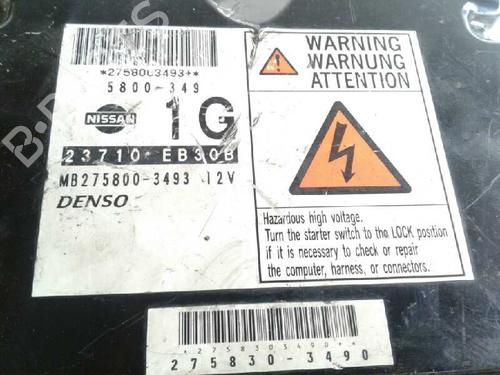 *2758003493+*
5800-349
NISSAN
1G
23710 EB30B
MB275800-3493 12V
DENSO
WARNING
WARNUNG
ATTENTION
Hazardous high voltage.
Turn the starter switch to the LOCK position
if it is necessary to check or repair
the computer, harness, or connectors.
275830-3490